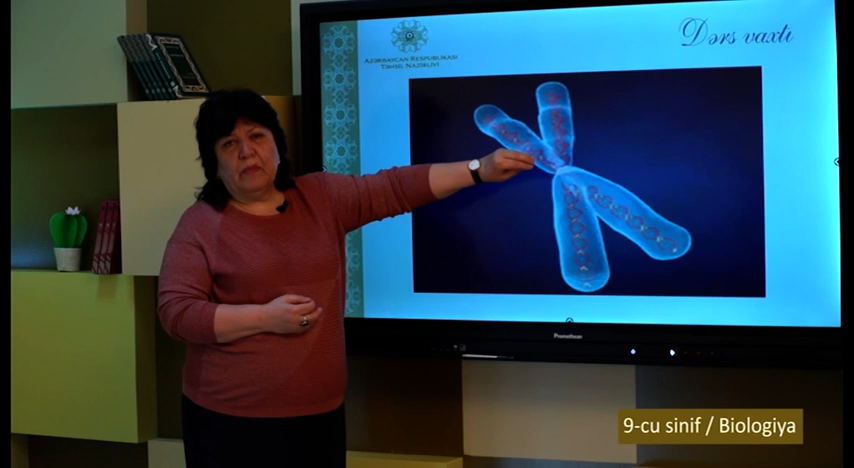 Dərs vaxtı
AZƏRBAYCAN RESPUBLİKASI
TƏHSİL NAZİRLİYİ
Promethean
9-cu sinif / Biologiya